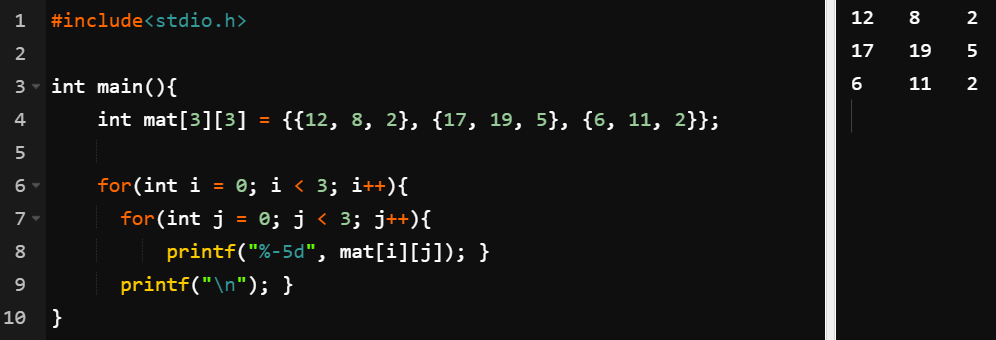 1 #include<stdio.h>
2
3 int main(){
4     int mat[3][3] = {{12, 8, 2}, {17, 19, 5}, {6, 11, 2}};
5
6     for(int i = 0; i < 3; i++){
7       for(int j = 0; j < 3; j++){
8           printf("%-5d", mat[i][j]); }
9       printf("\n"); }
10 }
12   8    2
17   19   5
6    11   2